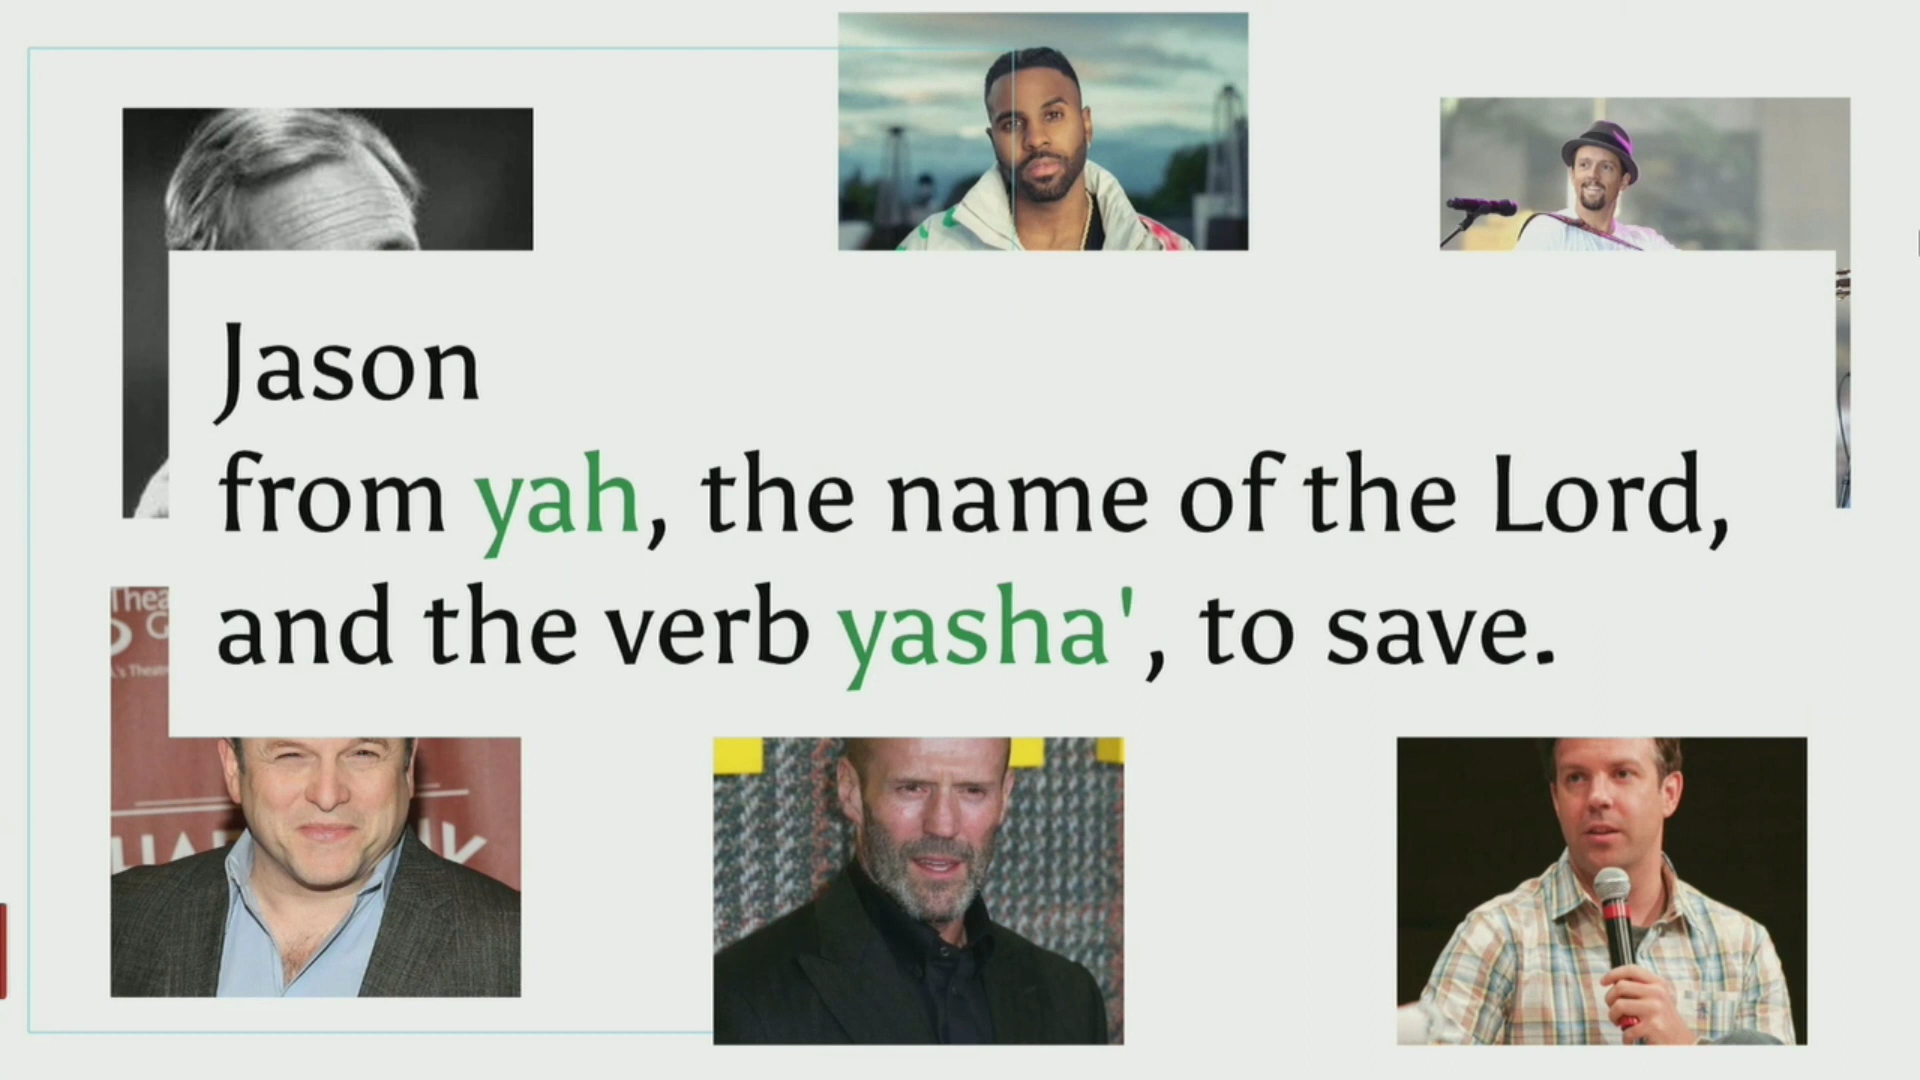 Jason
from yah, the name of the Lord,
and the verb yasha', to save.